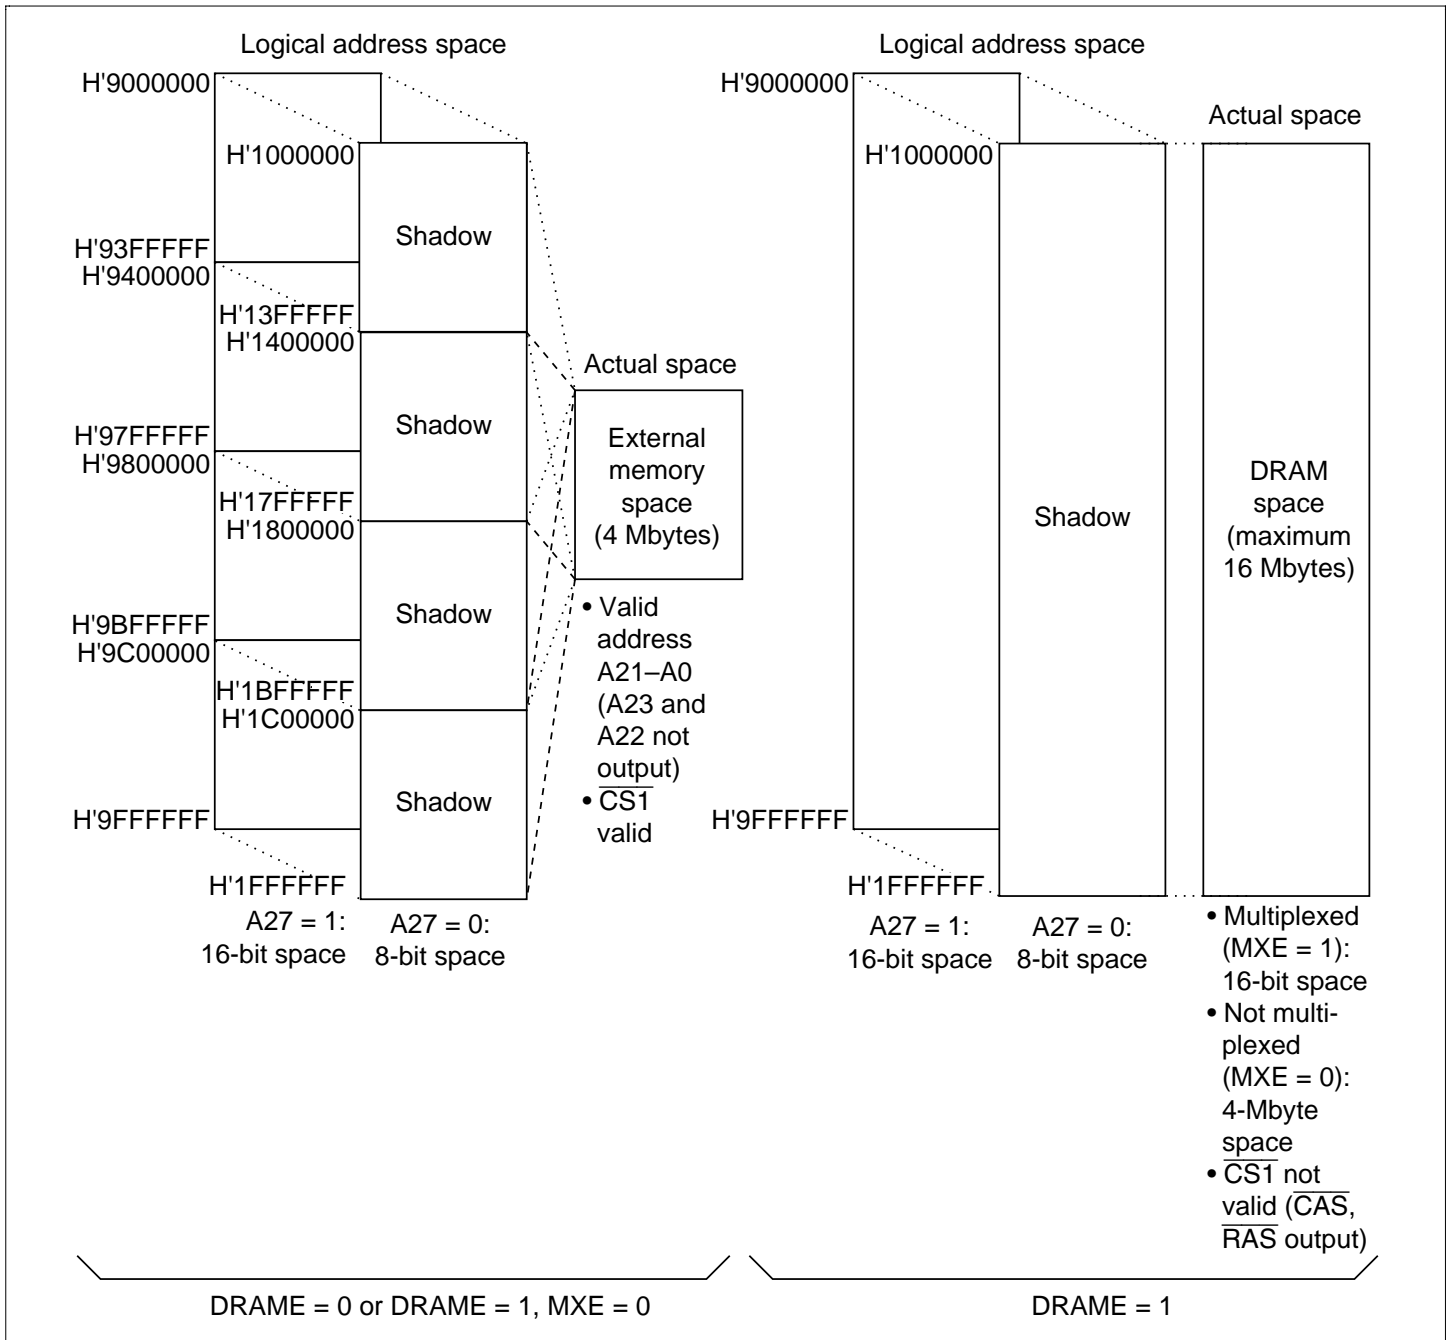 Logical address space
H'9000000
H'1000000
Shadow
H'93FFFFF
H'9400000
H'13FFFFF
H'1400000
Shadow
H'97FFFFF
H'9800000
H'17FFFFF
H'1800000
Shadow
H'9BFFFFF
H'9C00000
H'1BFFFFF
H'1C00000
Shadow
H'9FFFFFF
H'1FFFFFF
A27 = 1:
16-bit space
A27 = 0:
8-bit space
Actual space
External
memory
space
(4 Mbytes)
• Valid
address
A21–A0
(A23 and
A22 not
output)
• C̅S̅1̅
valid
DRAME = 0 or DRAME = 1, MXE = 0
Logical address space
H'9000000
H'1000000
Shadow
H'9FFFFFF
H'1FFFFFF
A27 = 1:
16-bit space
A27 = 0:
8-bit space
Actual space
DRAM
space
(maximum
16 Mbytes)
• Multiplexed
(MXE = 1):
16-bit space
• Not multi-
plexed
(MXE = 0):
4-Mbyte
space
• C̅S̅1̅ not
valid (C̅A̅S̅,
R̅A̅S̅ output)
DRAME = 1